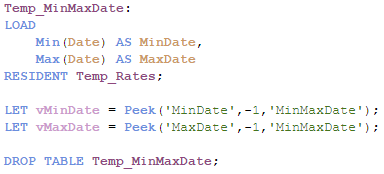 Temp_MinMaxDate:
LOAD
Min(Date) AS MinDate,
Max(Date) AS MaxDate
RESIDENT Temp_Rates;
LET vMinDate = Peek('MinDate',-1,'MinMaxDate');
LET vMaxDate = Peek('MaxDate',-1,'MinMaxDate');
DROP TABLE Temp_MinMaxDate;